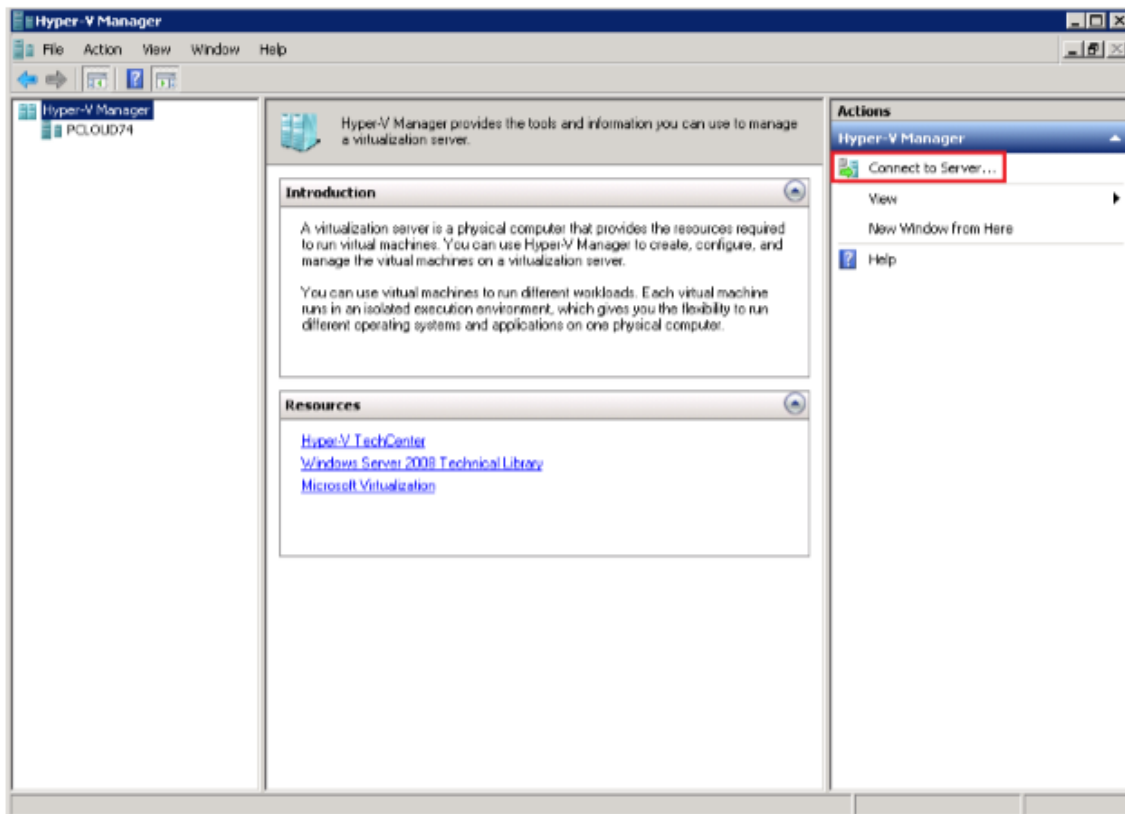 Hyper-V Manager
File Action View Window Help
Hyper-V Manager
PCLOUD74
Hyper-V Manager provides the tools and information you can use to manage
a virtualization server.
Introduction
A virtualization server is a physical computer that provides the resources required
to run virtual machines. You can use Hyper-V Manager to create, configure, and
manage the virtual machines on a virtualization server.
You can use virtual machines to run different workloads. Each virtual machine
runs in an isolated execution environment, which gives you the flexibility to run
different operating systems and applications on one physical computer.
Resources
Hyper-V TechCenter
Windows Server 2008 Technical Library
Microsoft Virtualization
Actions
Hyper-V Manager
Connect to Server...
View
New Window from Here
Help